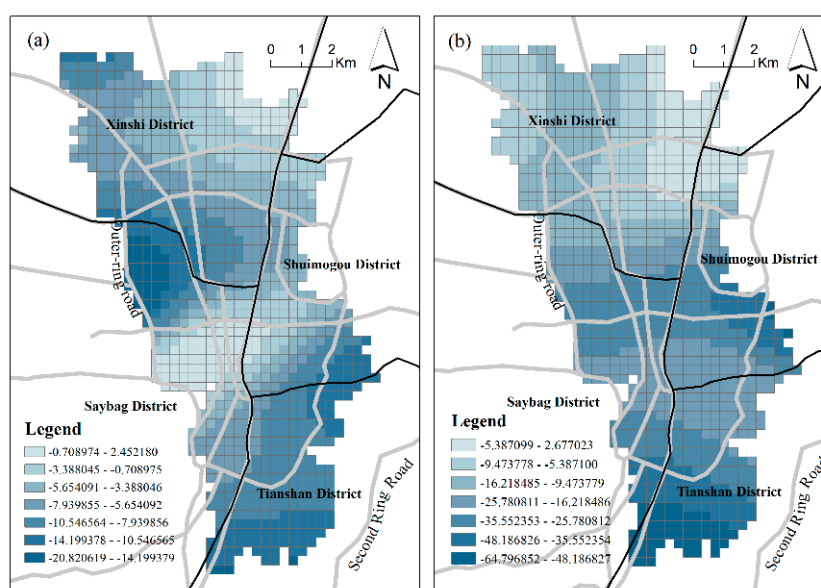 (a)
0 1 2
Km
N
Xinshi District
Outer-ring road
Shuimogou District
Saybag District
Legend
-0.708974 - 2.452180
-3.388045 - -0.708975
-5.654091 - -3.388046
-7.939855 - -5.654092
-10.546564 - -7.939856
-14.199378 - -10.546565
-20.820619 - -14.199379
Tianshan District
Second Ring Road
(b)
0 1 2
Km
N
Xinshi District
Outer-ring road
Shuimogou District
Saybag District
Legend
-5.387099 - 2.677023
-9.473778 - -5.387100
-16.218485 - -9.473779
-25.780811 - -16.218486
-35.552353 - -25.780812
-48.186826 - -35.552354
-64.796852 - -48.186827
Tianshan District
Second Ring Road